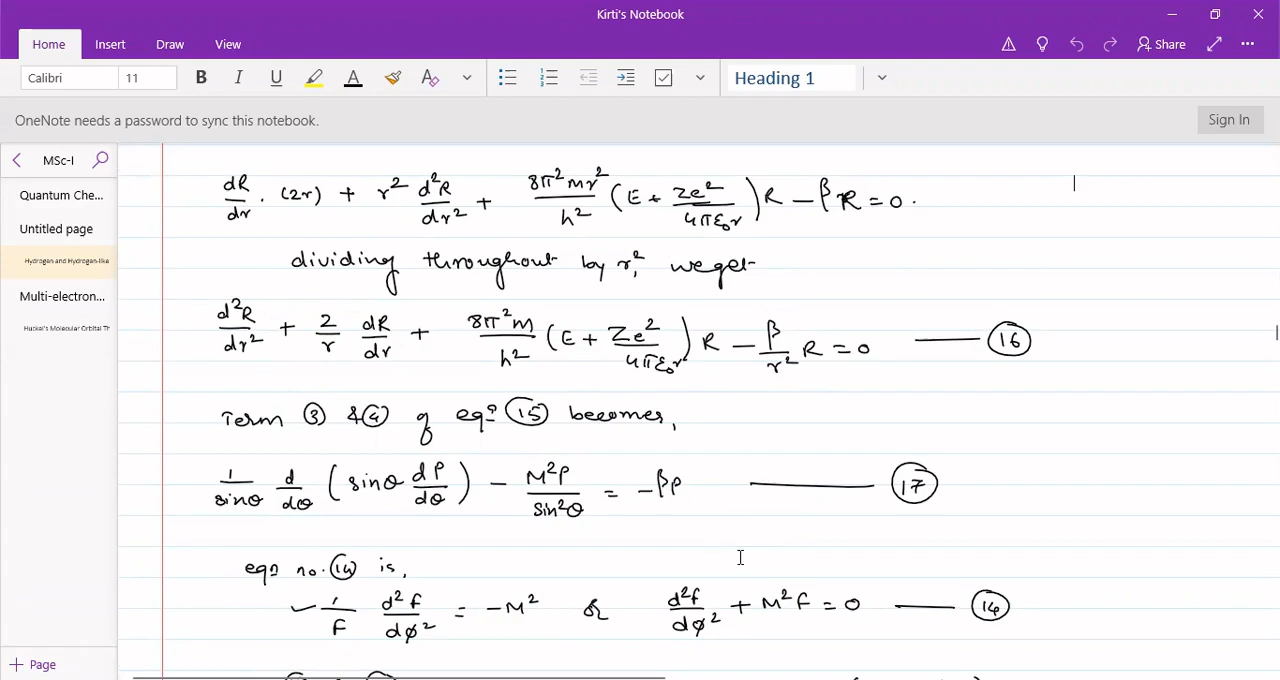 Kirti's Notebook
Home Insert Draw View
Share
Calibri 11 B I U A Heading 1
OneNote needs a password to sync this notebook. Sign In
MSc-I
Quantum Che...
Untitled page
Hydrogen and Hydrogen-like
Multi-electron...
Huckel's Molecular Orbital Th
+ Page
dR/dr · (2r) + r² d²R/dr² + 8π²mr²/h² (E + Ze²/4πε₀r) R − βR = 0.
dividing throughout by r², we get
d²R/dr² + 2/r dR/dr + 8π²m/h² (E + Ze²/4πε₀r) R − β/r² R = 0 —— (16)
Term (3) & (4) of eqn (15) becomes,
1/sinθ d/dθ (sinθ dP/dθ) − M²P/sin²θ = −βP —— (17)
eqn no. (14) is,
✓ 1/F d²f/dφ² = −M² or d²f/dφ² + M²F = 0 —— (14)